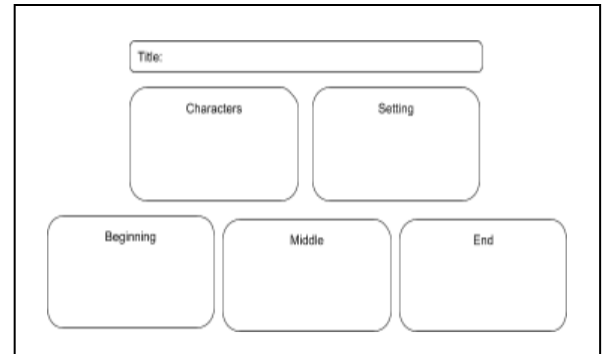 Title:
Characters
Setting
Beginning
Middle
End